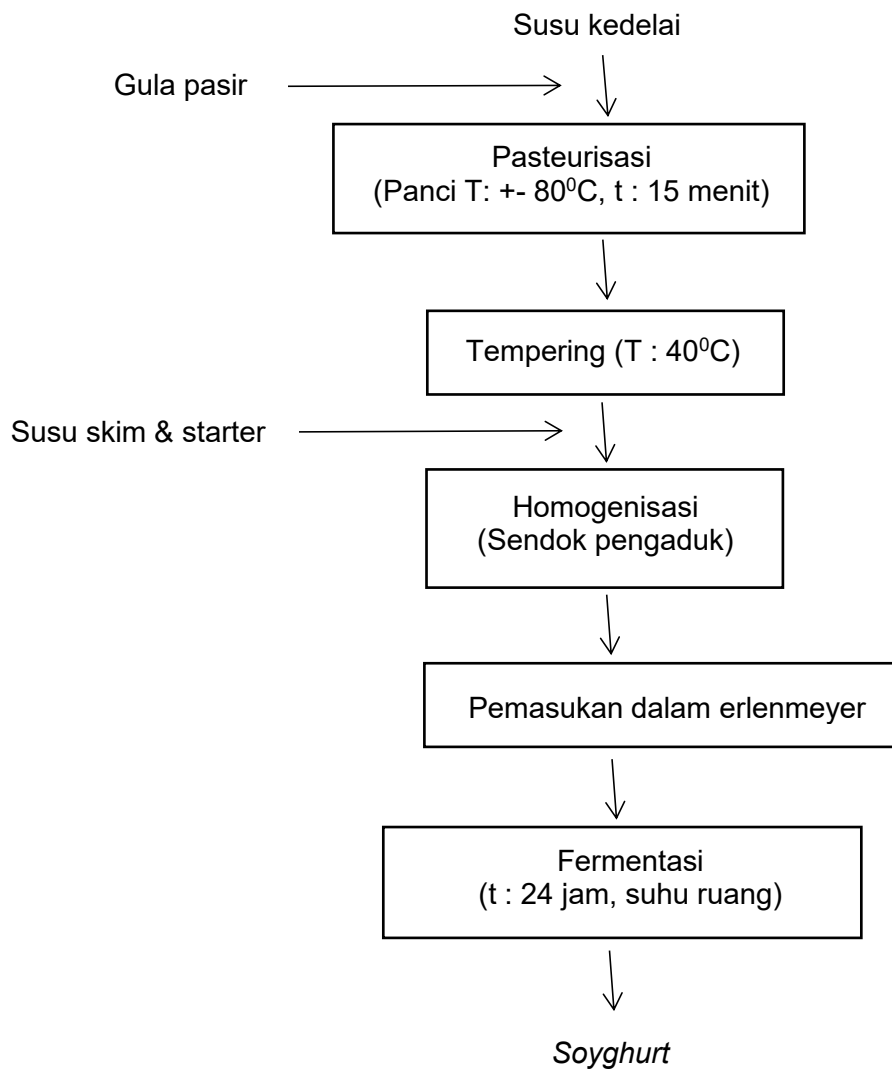 Susu kedelai
Gula pasir
Pasteurisasi
(Panci T: +- 80⁰C, t : 15 menit)
Tempering (T : 40⁰C)
Susu skim & starter
Homogenisasi
(Sendok pengaduk)
Pemasukan dalam erlenmeyer
Fermentasi
(t : 24 jam, suhu ruang)
Soyghurt